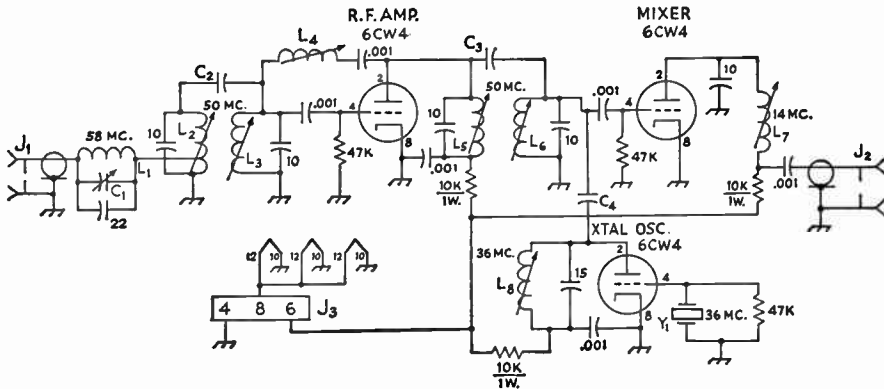 R.F. AMP.
6CW4
MIXER
6CW4
L4
.001
C3
C2
2
2
10
50 MC.
.001
4
50 MC.
.001
4
14 MC.
58 MC.
10
L2
10
L7
J1
L3
10
8
L5
L6
10
8
J2
47K
47K
L1
C1
.001
10K
1W.
.001
10K
1W.
22
C4
XTAL OSC.
6CW4
12
10
12
10
12
10
36 MC.
2
4
15
L8
4
8
6
J3
8
Y1
36 MC.
47K
.001
10K
1W.